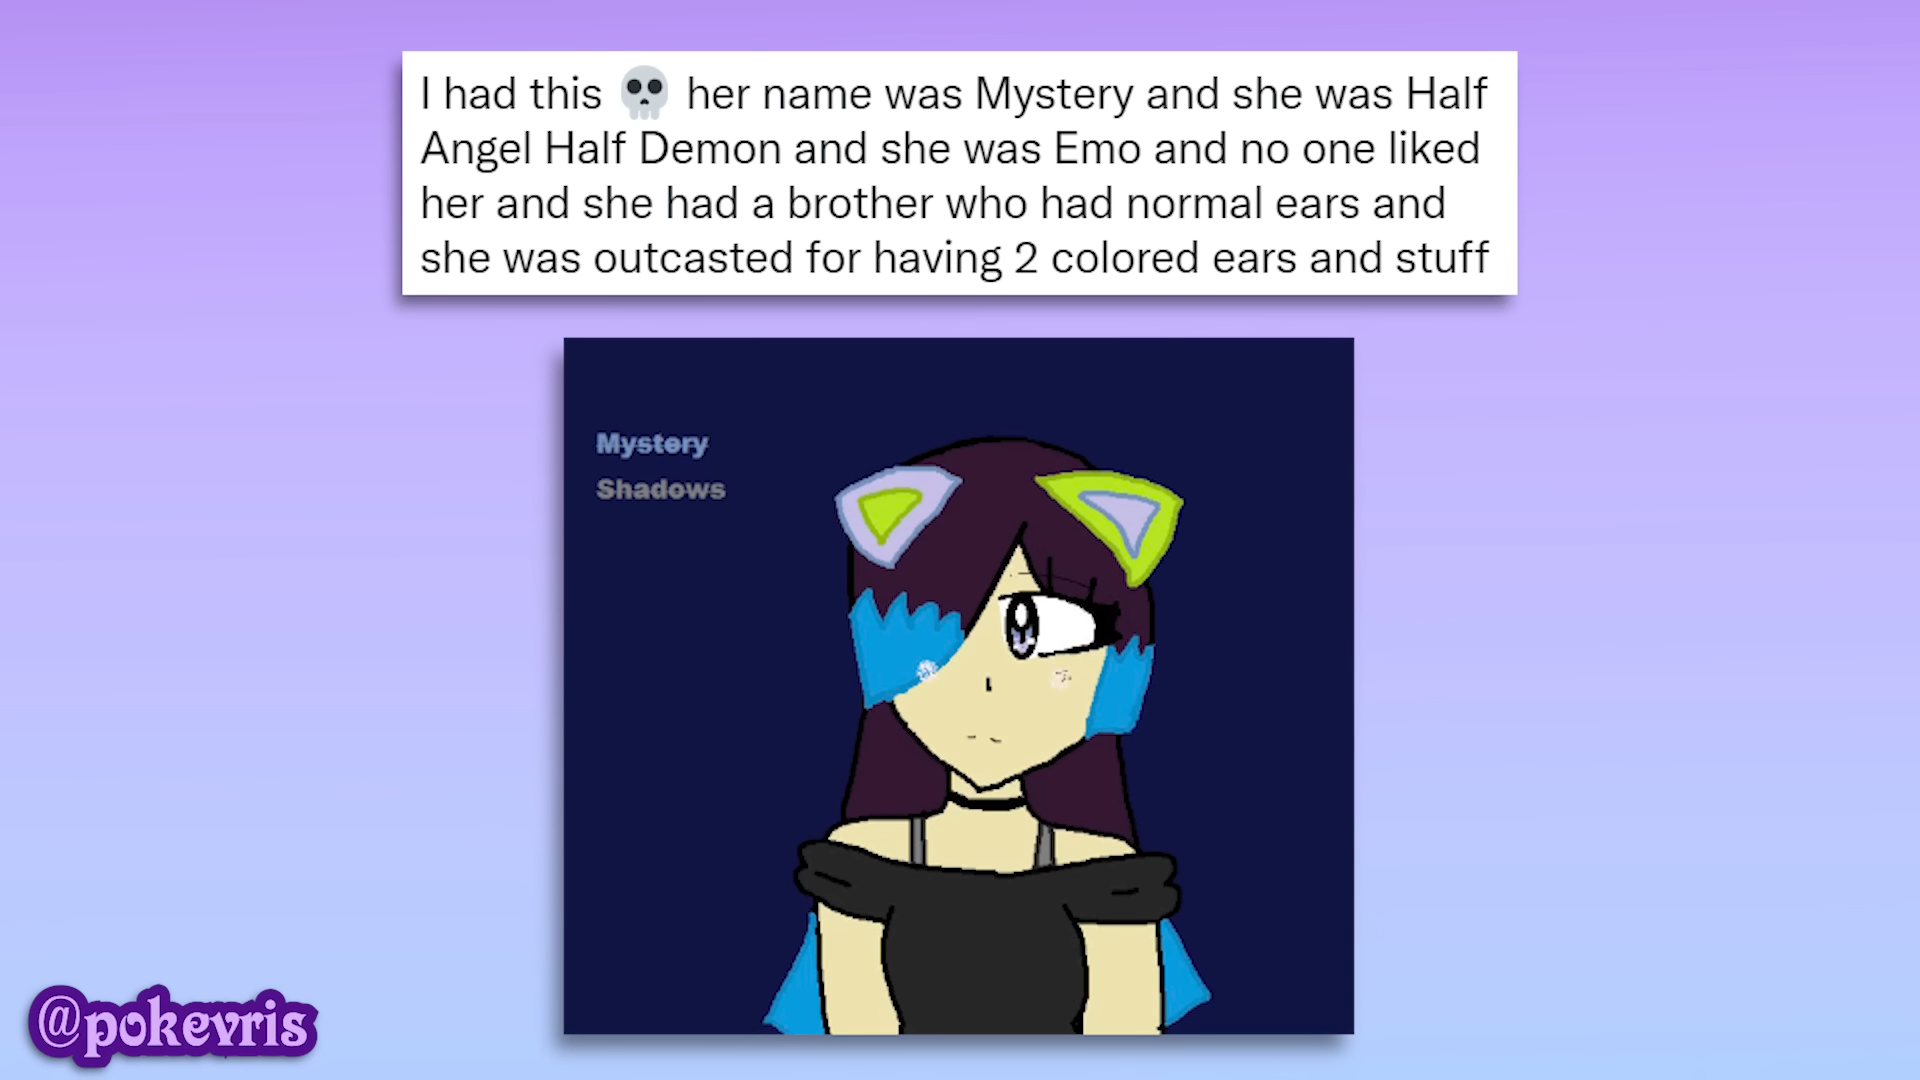 I had this 💀 her name was Mystery and she was Half
Angel Half Demon and she was Emo and no one liked
her and she had a brother who had normal ears and
she was outcasted for having 2 colored ears and stuff
Mystery
Shadows
@pokevris